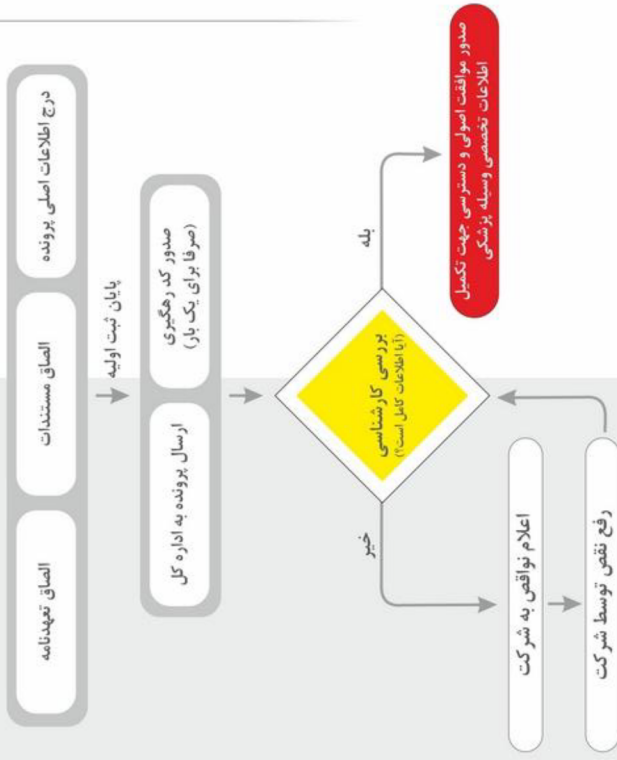 درج اطلاعات اصلی پرونده
الصاق مستندات
الصاق تعهدنامه
پایان ثبت اولیه
صدور کد رهگیری
(صرفا برای یک بار)
ارسال پرونده به اداره کل
بررسی کارشناسی
(آیا اطلاعات کامل است؟)
بله
صدور موافقت اصولی و دسترسی جهت تکمیل
اطلاعات تخصصی وسیله پزشکی
خیر
اعلام نواقص به شرکت
رفع نقص توسط شرکت